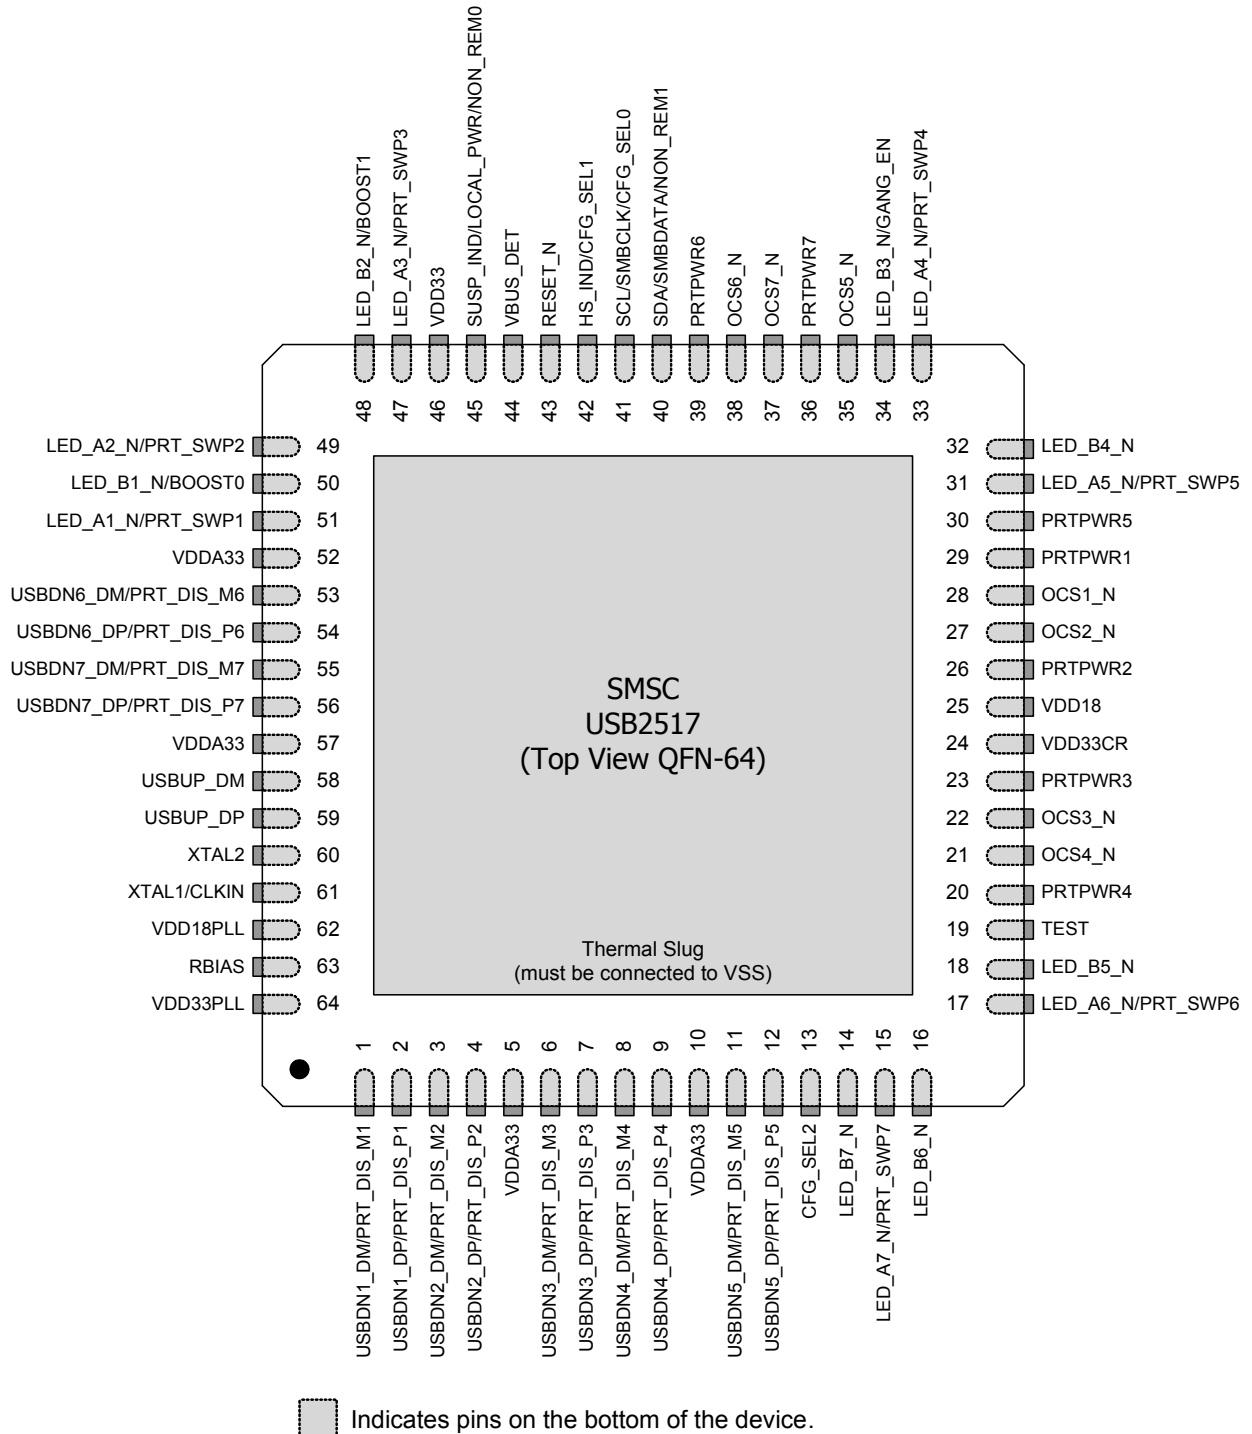 LED_B2_N/BOOST1
LED_A3_N/PRT_SWP3
VDD33
SUSP_IND/LOCAL_PWR/NON_REM0
VBUS_DET
RESET_N
HS_IND/CFG_SEL1
SCL/SMBCLK/CFG_SEL0
SDA/SMBDATA/NON_REM1
PRTPWR6
OCS6_N
OCS7_N
PRTPWR7
OCS5_N
LED_B3_N/GANG_EN
LED_A4_N/PRT_SWP4
48
47
46
45
44
43
42
41
40
39
38
37
36
35
34
33
LED_A2_N/PRT_SWP2 49
LED_B1_N/BOOST0 50
LED_A1_N/PRT_SWP1 51
VDDA33 52
USBDN6_DM/PRT_DIS_M6 53
USBDN6_DP/PRT_DIS_P6 54
USBDN7_DM/PRT_DIS_M7 55
USBDN7_DP/PRT_DIS_P7 56
VDDA33 57
USBUP_DM 58
USBUP_DP 59
XTAL2 60
XTAL1/CLKIN 61
VDD18PLL 62
RBIAS 63
VDD33PLL 64
SMSC
USB2517
(Top View QFN-64)
Thermal Slug
(must be connected to VSS)
32 LED_B4_N
31 LED_A5_N/PRT_SWP5
30 PRTPWR5
29 PRTPWR1
28 OCS1_N
27 OCS2_N
26 PRTPWR2
25 VDD18
24 VDD33CR
23 PRTPWR3
22 OCS3_N
21 OCS4_N
20 PRTPWR4
19 TEST
18 LED_B5_N
17 LED_A6_N/PRT_SWP6
1
2
3
4
5
6
7
8
9
10
11
12
13
14
15
16
USBDN1_DM/PRT_DIS_M1
USBDN1_DP/PRT_DIS_P1
USBDN2_DM/PRT_DIS_M2
USBDN2_DP/PRT_DIS_P2
VDDA33
USBDN3_DM/PRT_DIS_M3
USBDN3_DP/PRT_DIS_P3
USBDN4_DM/PRT_DIS_M4
USBDN4_DP/PRT_DIS_P4
VDDA33
USBDN5_DM/PRT_DIS_M5
USBDN5_DP/PRT_DIS_P5
CFG_SEL2
LED_B7_N
LED_A7_N/PRT_SWP7
LED_B6_N
Indicates pins on the bottom of the device.